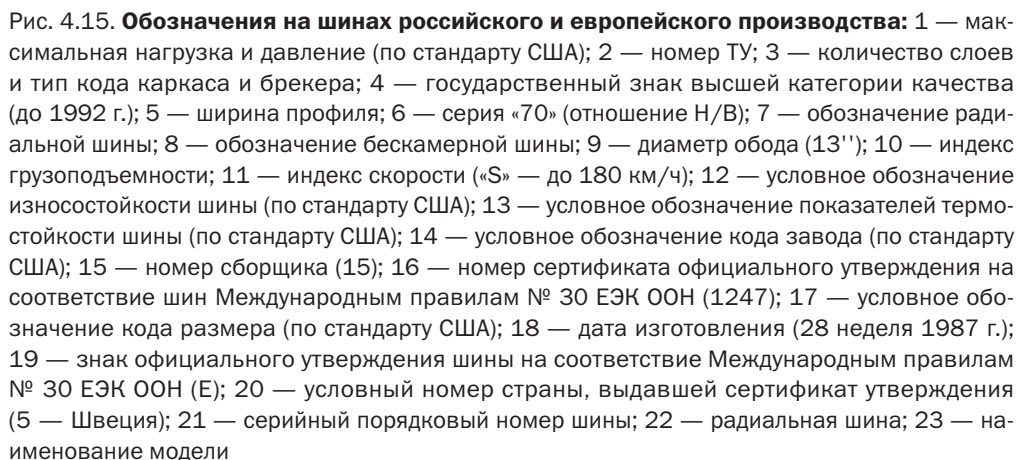 Рис. 4.15. Обозначения на шинах российского и европейского производства: 1 — мак-
симальная нагрузка и давление (по стандарту США); 2 — номер ТУ; 3 — количество слоев
и тип кода каркаса и брекера; 4 — государственный знак высшей категории качества
(до 1992 г.); 5 — ширина профиля; 6 — серия «70» (отношение Н/В); 7 — обозначение ради-
альной шины; 8 — обозначение бескамерной шины; 9 — диаметр обода (13''); 10 — индекс
грузоподъемности; 11 — индекс скорости («S» — до 180 км/ч); 12 — условное обозначение
износостойкости шины (по стандарту США); 13 — условное обозначение показателей термо-
стойкости шины (по стандарту США); 14 — условное обозначение кода завода (по стандарту
США); 15 — номер сборщика (15); 16 — номер сертификата официального утверждения на
соответствие шин Международным правилам № 30 ЕЭК ООН (1247); 17 — условное обо-
значение кода размера (по стандарту США); 18 — дата изготовления (28 неделя 1987 г.);
19 — знак официального утверждения шины на соответствие Международным правилам
№ 30 ЕЭК ООН (Е); 20 — условный номер страны, выдавшей сертификат утверждения
(5 — Швеция); 21 — серийный порядковый номер шины; 22 — радиальная шина; 23 — на-
именование модели